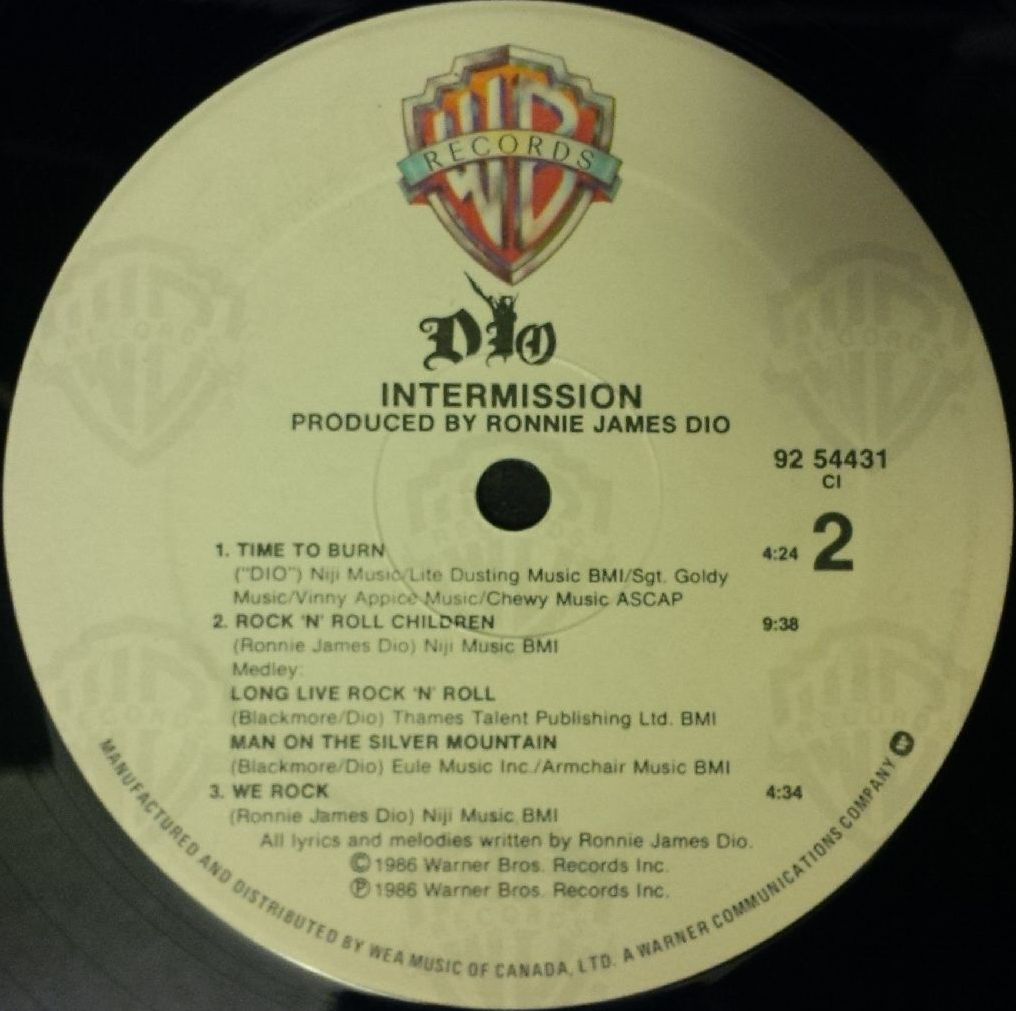 WB
RECORDS
DIO
INTERMISSION
PRODUCED BY RONNIE JAMES DIO
92 54431
CI
2
1. TIME TO BURN 4:24
("DIO") Niji Music/Lite Dusting Music BMI/Sgt. Goldy
Music/Vinny Appice Music/Chewy Music ASCAP
2. ROCK 'N' ROLL CHILDREN 9:38
(Ronnie James Dio) Niji Music BMI
Medley:
LONG LIVE ROCK 'N' ROLL
(Blackmore/Dio) Thames Talent Publishing Ltd. BMI
MAN ON THE SILVER MOUNTAIN
(Blackmore/Dio) Eule Music Inc./Armchair Music BMI
3. WE ROCK 4:34
(Ronnie James Dio) Niji Music BMI
All lyrics and melodies written by Ronnie James Dio.
©1986 Warner Bros. Records Inc.
℗1986 Warner Bros. Records Inc.
MANUFACTURED AND DISTRIBUTED BY WEA MUSIC OF CANADA, LTD. A WARNER COMMUNICATIONS COMPANY